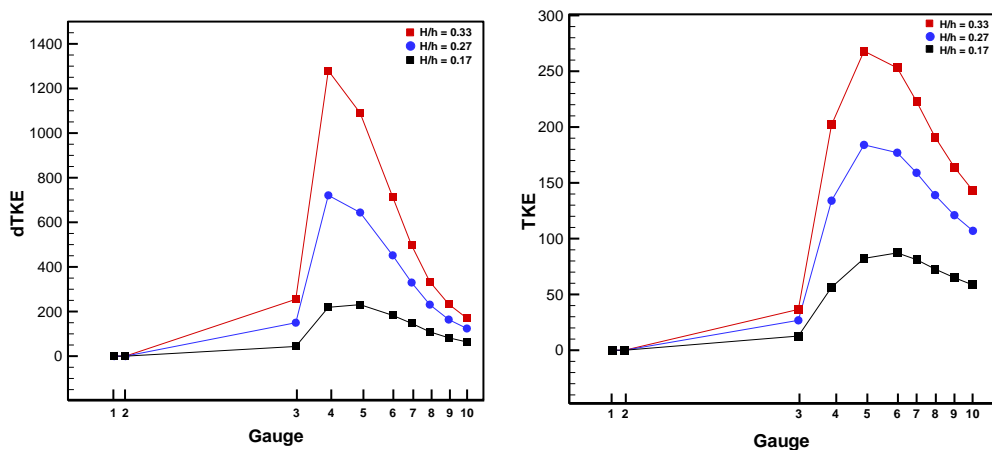 H/h = 0.33
H/h = 0.27
H/h = 0.17
1400
1200
1000
800
600
400
200
0
dTKE
1 2 3 4 5 6 7 8 9 10
Gauge
H/h = 0.33
H/h = 0.27
H/h = 0.17
300
250
200
150
100
50
0
TKE
1 2 3 4 5 6 7 8 9 10
Gauge